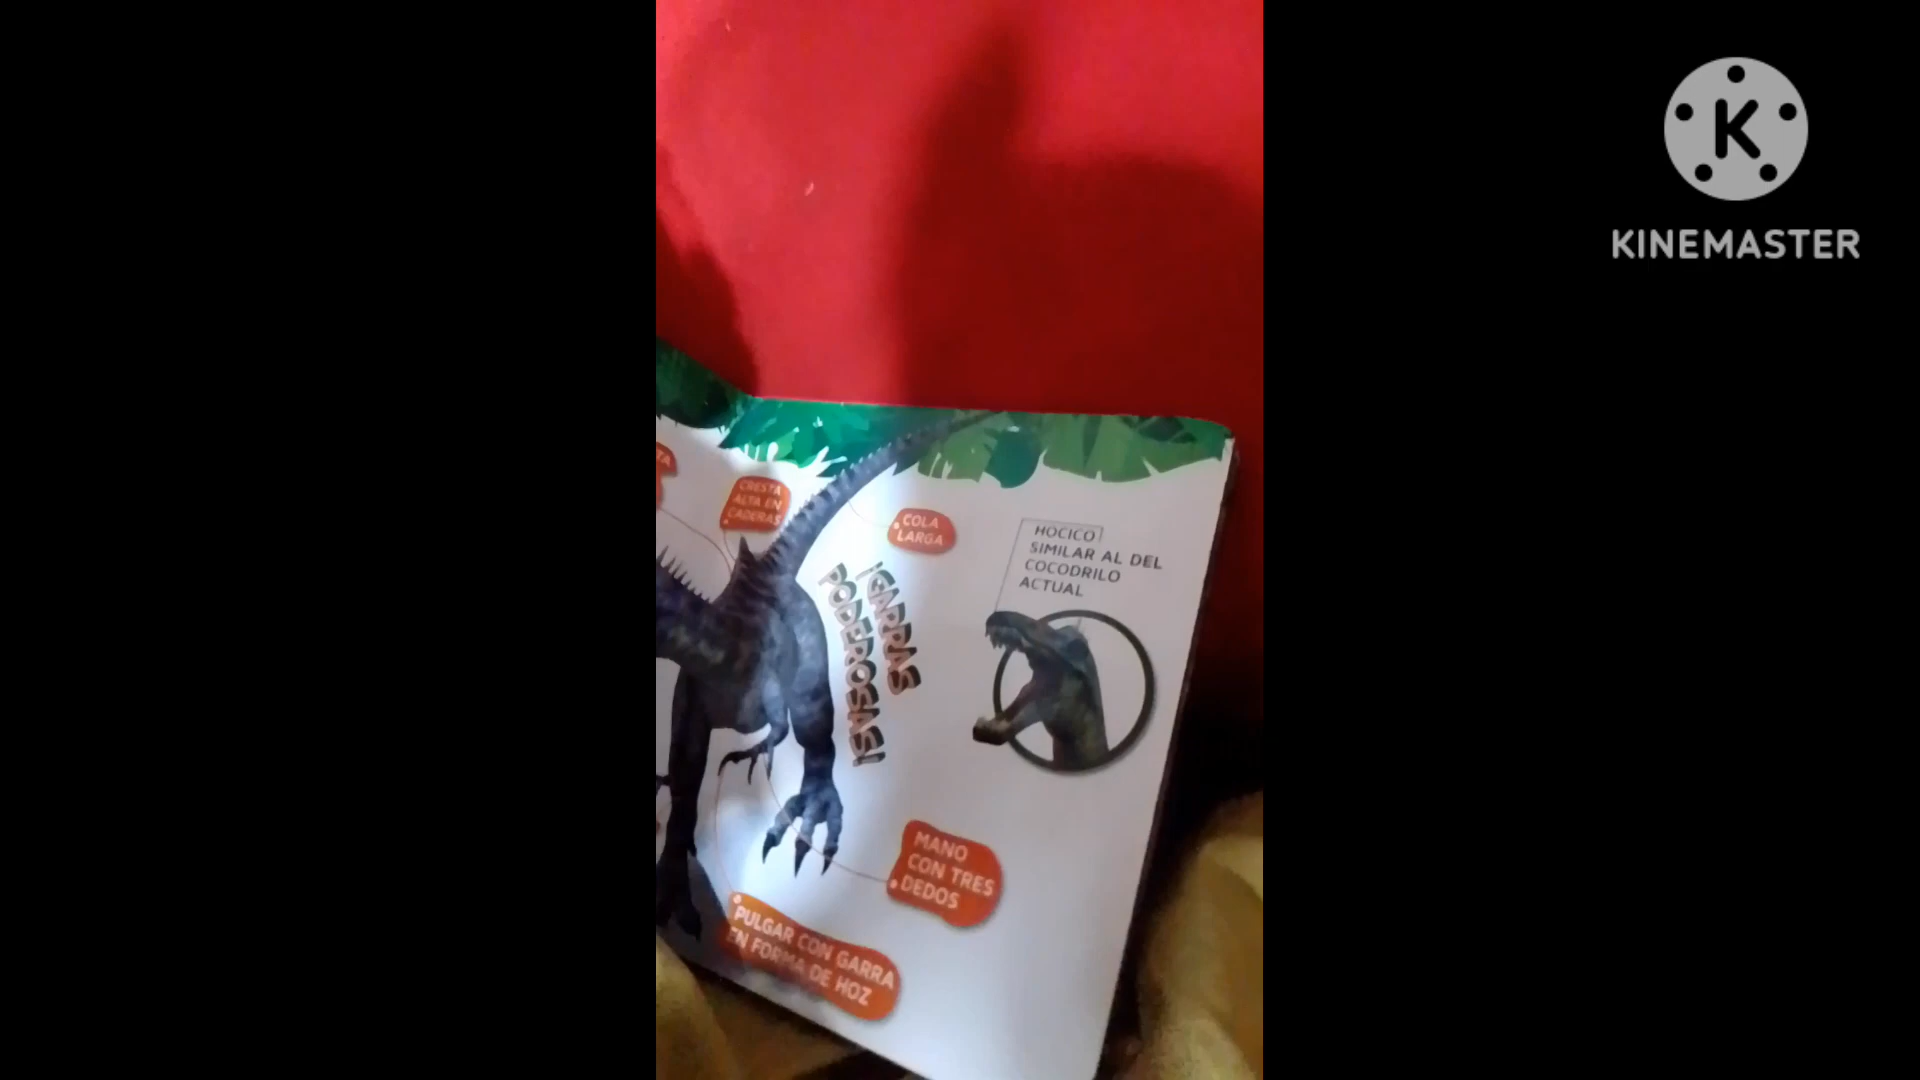 KINEMASTER
CRESTA
ALTA EN
CADERAS
COLA
LARGA
HOCICO
SIMILAR AL DEL
COCODRILO
ACTUAL
¡GARRAS
PODEROSAS!
MANO
CON TRES
DEDOS
PULGAR CON GARRA
EN FORMA DE HOZ